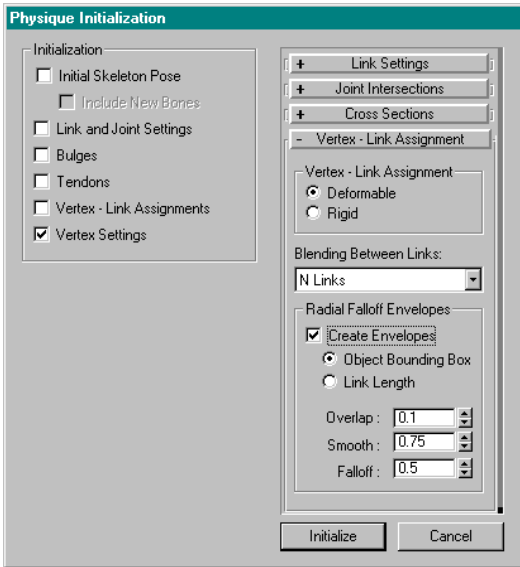 Physique Initialization
Initialization
Initial Skeleton Pose
Include New Bones
Link and Joint Settings
Bulges
Tendons
Vertex - Link Assignments
Vertex Settings
+ Link Settings
+ Joint Intersections
+ Cross Sections
- Vertex - Link Assignment
Vertex - Link Assignment
Deformable
Rigid
Blending Between Links:
N Links
Radial Falloff Envelopes
Create Envelopes
Object Bounding Box
Link Length
Overlap : 0.1
Smooth : 0.75
Falloff : 0.5
Initialize Cancel